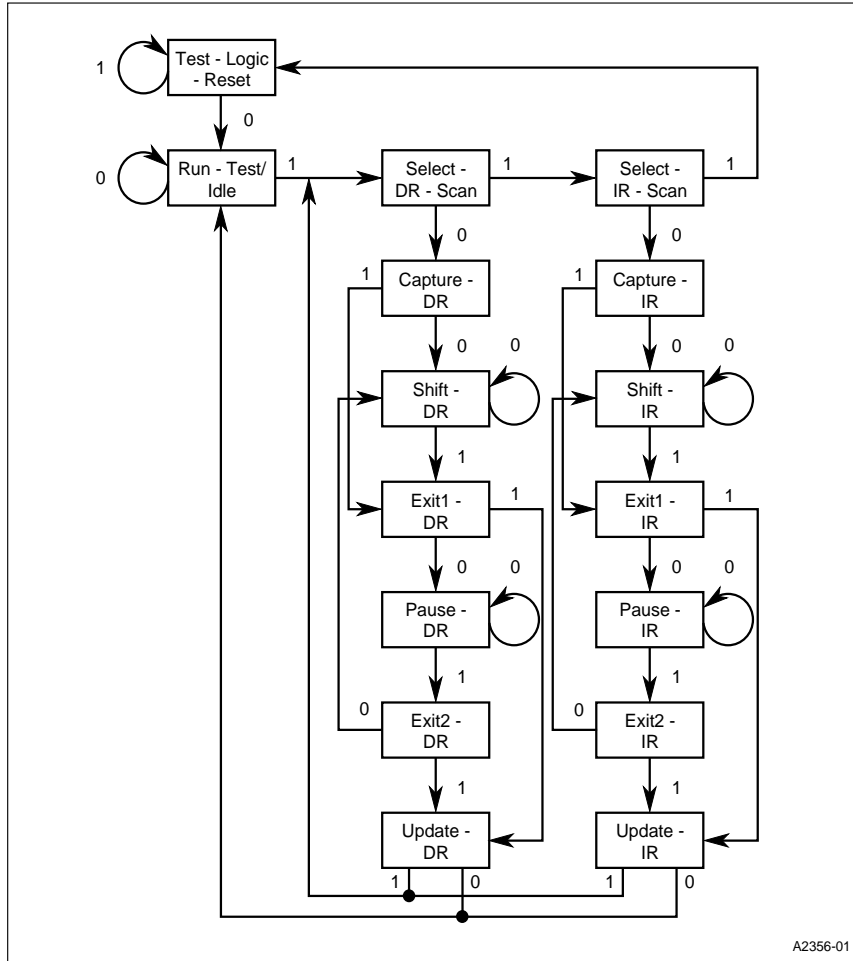 Test - Logic
- Reset
1
0
Run - Test/
Idle
0
1
Select -
DR - Scan
1
Select -
IR - Scan
1
0
0
Capture -
DR
1
Capture -
IR
1
0
0
0
0
Shift -
DR
Shift -
IR
1
1
Exit1 -
DR
1
Exit1 -
IR
1
0
0
0
0
Pause -
DR
Pause -
IR
1
1
0
Exit2 -
DR
0
Exit2 -
IR
1
1
Update -
DR
Update -
IR
1
0
1
0
A2356-01